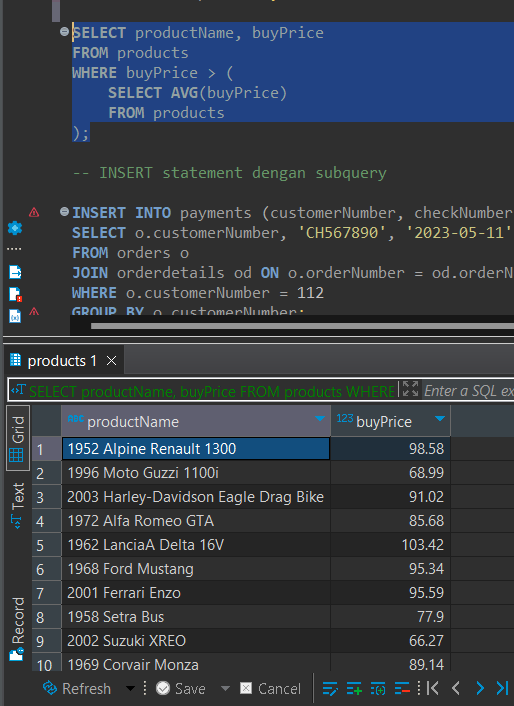 SELECT productName, buyPrice
FROM products
WHERE buyPrice > (
SELECT AVG(buyPrice)
FROM products
);
-- INSERT statement dengan subquery
INSERT INTO payments (customerNumber, checkNumber
SELECT o.customerNumber, 'CH567890', '2023-05-11'
FROM orders o
JOIN orderdetails od ON o.orderNumber = od.orderN
WHERE o.customerNumber = 112
GROUP BY o.customerNumber;
products 1
SELECT productName, buyPrice FROM products WHERE
Enter a SQL ex
Grid
Text
Record
ABC productName
123 buyPrice
1 1952 Alpine Renault 1300 98.58
2 1996 Moto Guzzi 1100i 68.99
3 2003 Harley-Davidson Eagle Drag Bike 91.02
4 1972 Alfa Romeo GTA 85.68
5 1962 LanciaA Delta 16V 103.42
6 1968 Ford Mustang 95.34
7 2001 Ferrari Enzo 95.59
8 1958 Setra Bus 77.9
9 2002 Suzuki XREO 66.27
10 1969 Corvair Monza 89.14
Refresh Save Cancel